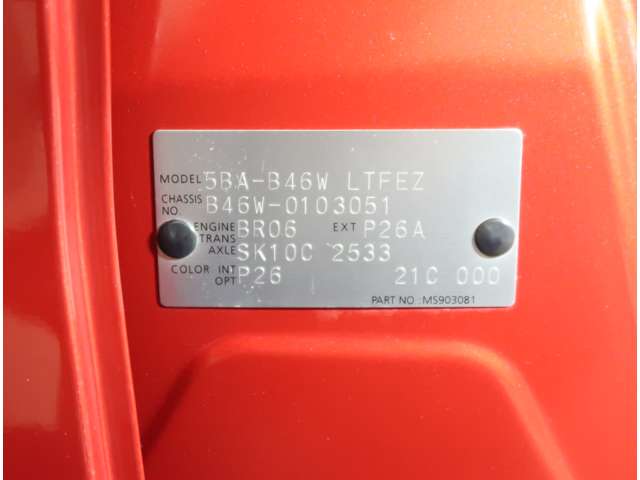 MODEL 5BA-B46W LTFEZ
CHASSIS NO. B46W-0103051
ENGINE BR06 EXT P26A
TRANS AXLE SK10C 2533
COLOR INT OPT P26 21C 000
PART NO :MS903081